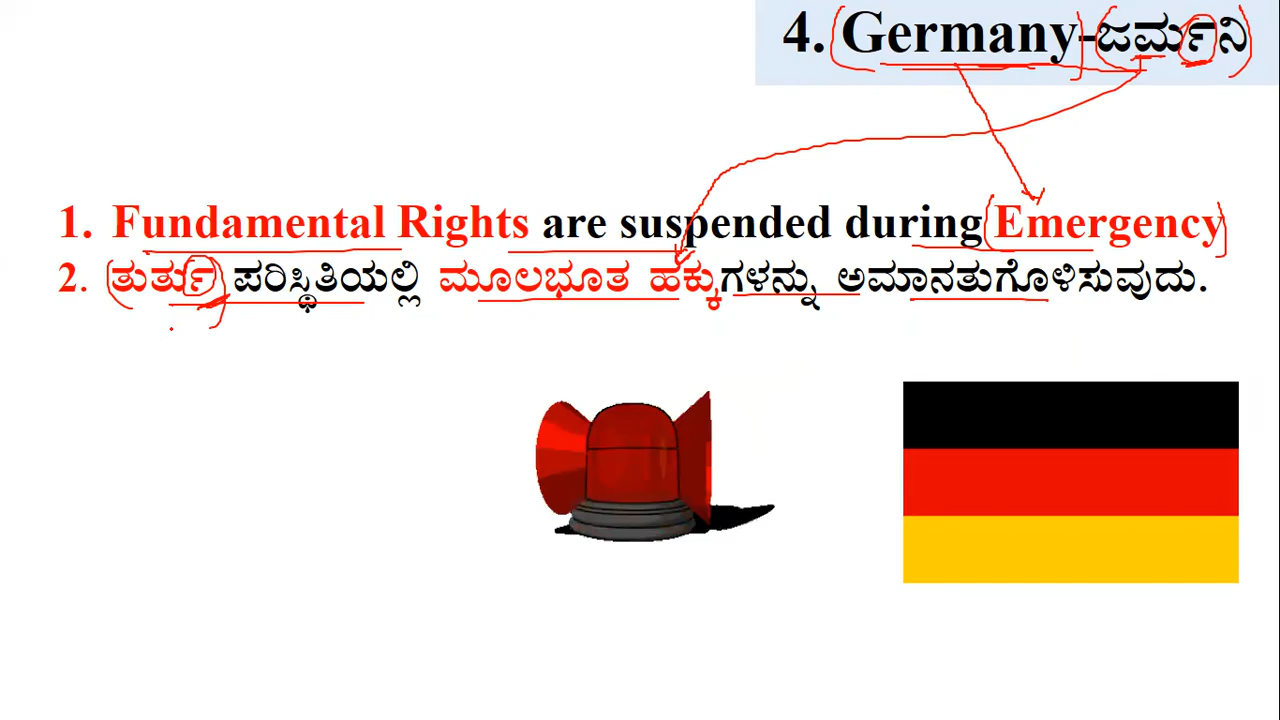 4. Germany-ಜರ್ಮನಿ
1. Fundamental Rights are suspended during Emergency
2. ತುರ್ತು ಪರಿಸ್ಥಿತಿಯಲ್ಲಿ ಮೂಲಭೂತ ಹಕ್ಕುಗಳನ್ನು ಅಮಾನತುಗೊಳಿಸುವುದು.